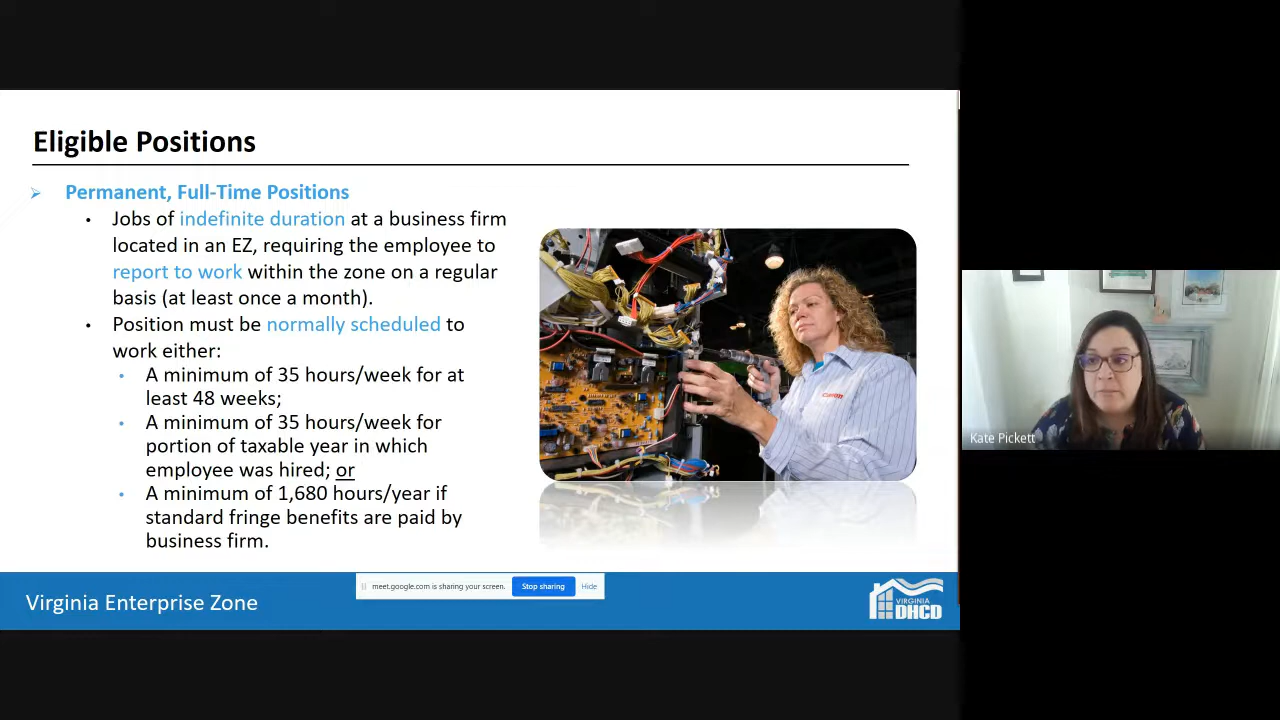 Eligible Positions
Permanent, Full-Time Positions
Jobs of indefinite duration at a business firm
located in an EZ, requiring the employee to
report to work within the zone on a regular
basis (at least once a month).
Position must be normally scheduled to
work either:
A minimum of 35 hours/week for at
least 48 weeks;
A minimum of 35 hours/week for
portion of taxable year in which
employee was hired; or
A minimum of 1,680 hours/year if
standard fringe benefits are paid by
business firm.
Canon
Kate Pickett
meet.google.com is sharing your screen.
Stop sharing
Hide
Virginia Enterprise Zone
VIRGINIA
DHCD